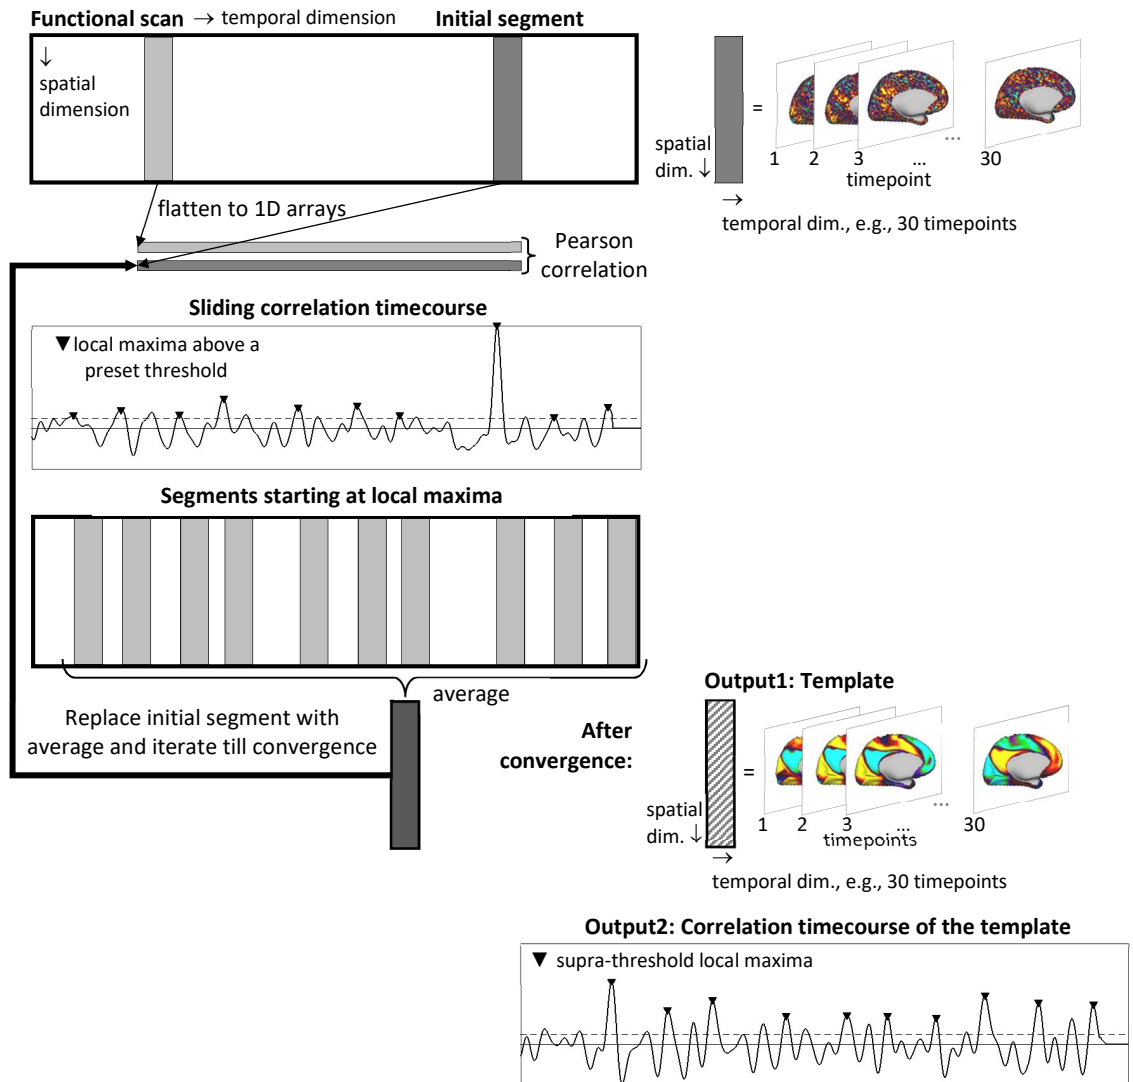 Functional scan → temporal dimension
Initial segment
↓
spatial
dimension
=
spatial
dim. ↓
1 2 3 ... 30
...
timepoint
→
temporal dim., e.g., 30 timepoints
flatten to 1D arrays
Pearson
correlation
Sliding correlation timecourse
▼local maxima above a
preset threshold
Segments starting at local maxima
average
Replace initial segment with
average and iterate till convergence
After
convergence:
Output1: Template
=
spatial
dim. ↓
...
1 2 3 ... 30
timepoints
→
temporal dim., e.g., 30 timepoints
Output2: Correlation timecourse of the template
▼ supra-threshold local maxima